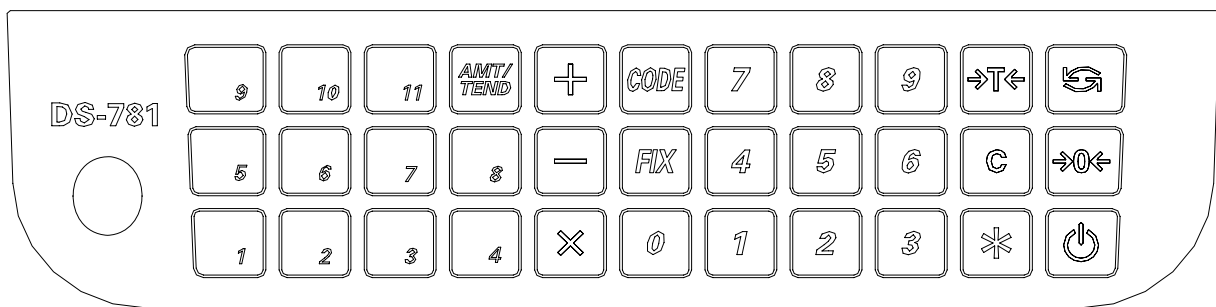 9 10 11 AMT/ TEND + CODE 7 8 9 →T←
DS-781
5 6 7 8 — FIX 4 5 6 C →0←
1 2 3 4 × 0 1 2 3 *